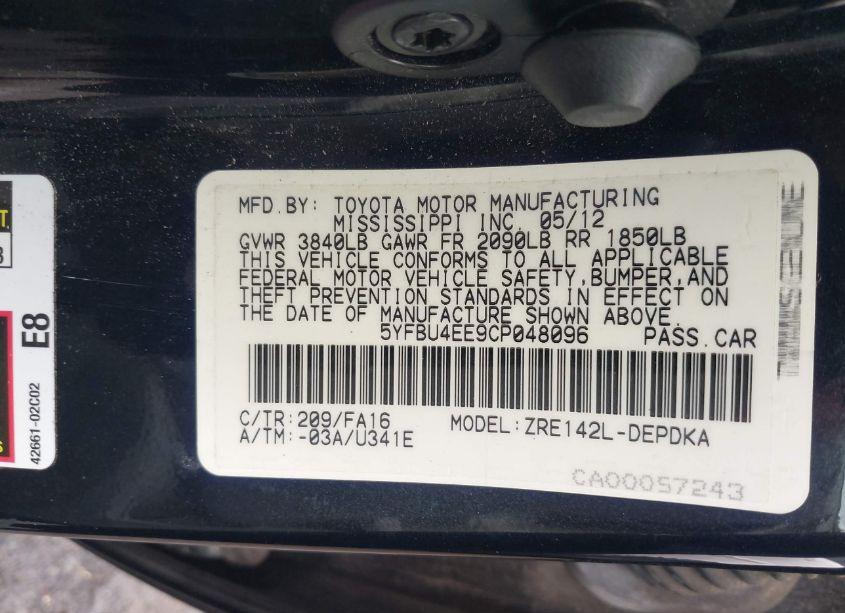 MFD.BY: TOYOTA MOTOR MANUFACTURING
MISSISSIPPI INC. 05/12
GVWR 3840LB GAWR FR 2090LB RR 1850LB
THIS VEHICLE CONFORMS TO ALL APPLICABLE
FEDERAL MOTOR VEHICLE SAFETY,BUMPER,AND
THEFT PREVENTION STANDARDS IN EFFECT ON
THE DATE OF MANUFACTURE SHOWN ABOVE.
5YFBU4EE9CP048096 PASS.CAR
C/TR:209/FA16 MODEL:ZRE142L-DEPDKA
A/TM:-03A/U341E
CA00057243
E8
42661-02C02